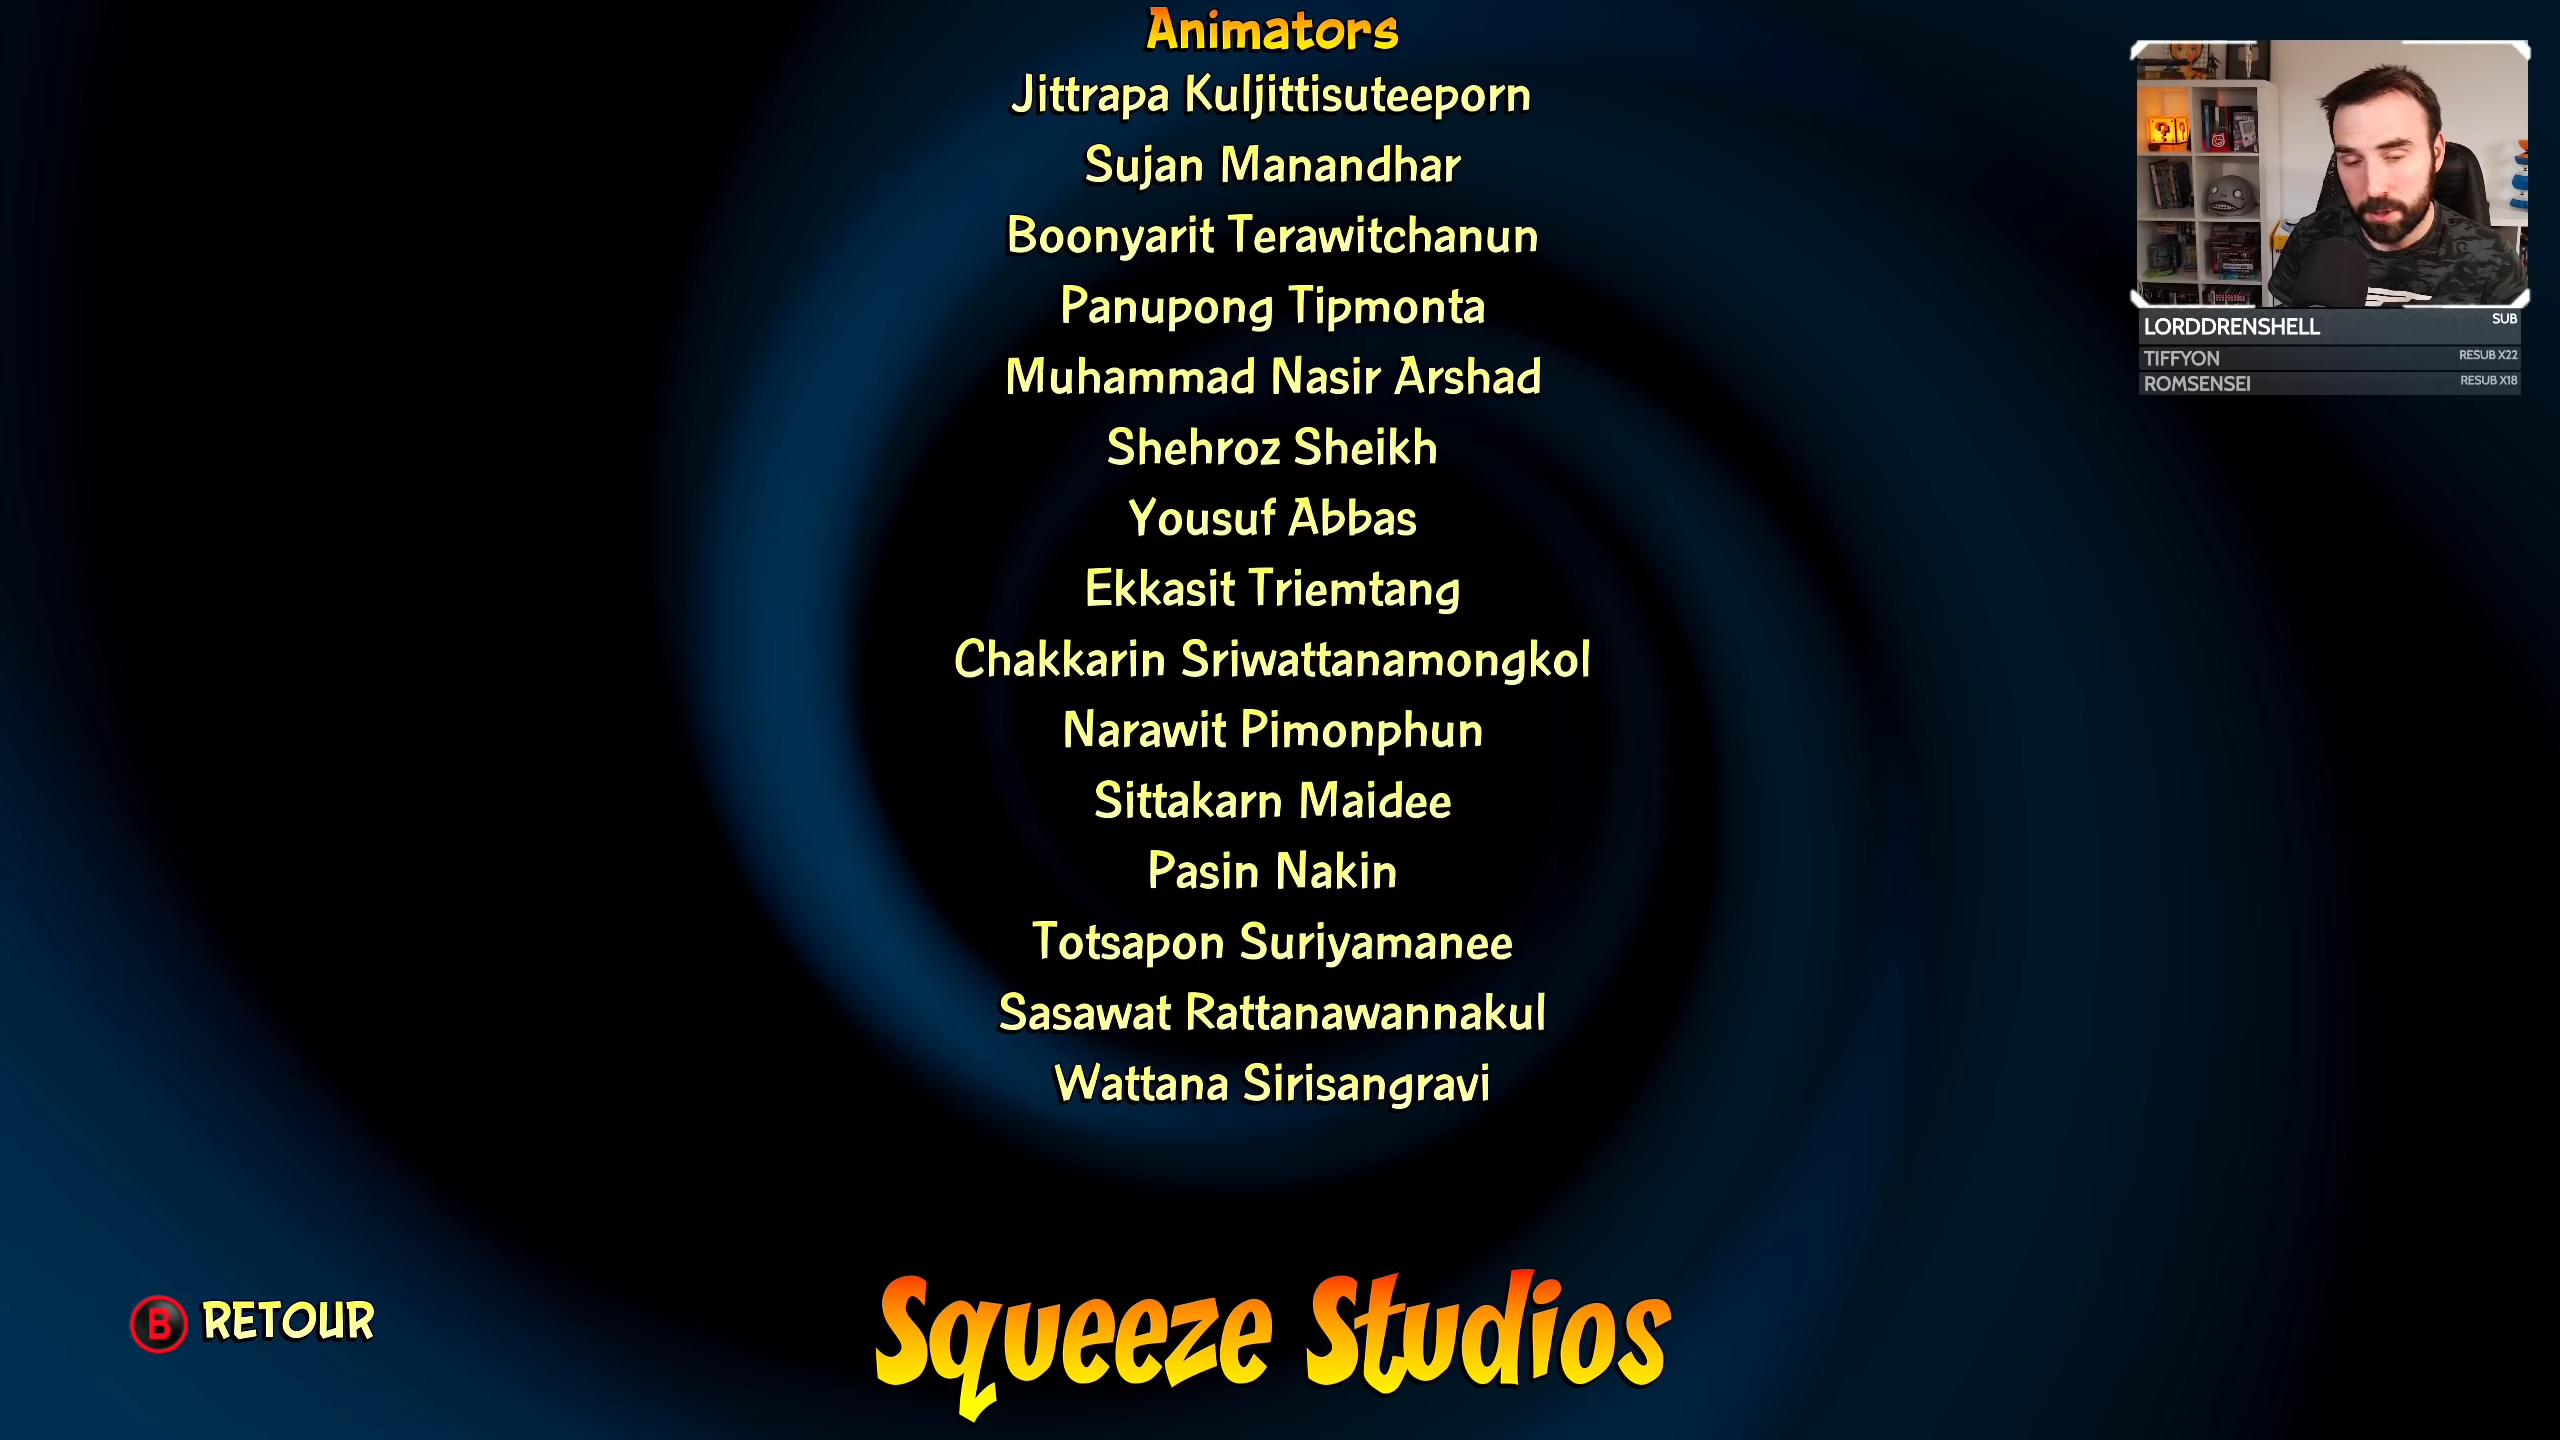 Animators
Jittrapa Kuljittisuteeporn
Sujan Manandhar
Boonyarit Terawitchanun
Panupong Tipmonta
Muhammad Nasir Arshad
Shehroz Sheikh
Yousuf Abbas
Ekkasit Triemtang
Chakkarin Sriwattanamongkol
Narawit Pimonphun
Sittakarn Maidee
Pasin Nakin
Totsapon Suriyamanee
Sasawat Rattanawannakul
Wattana Sirisangravi
Squeeze Studios
B RETOUR
LORDDRENSHELL SUB
TIFFYON RESUB X22
ROMSENSEI RESUB X18